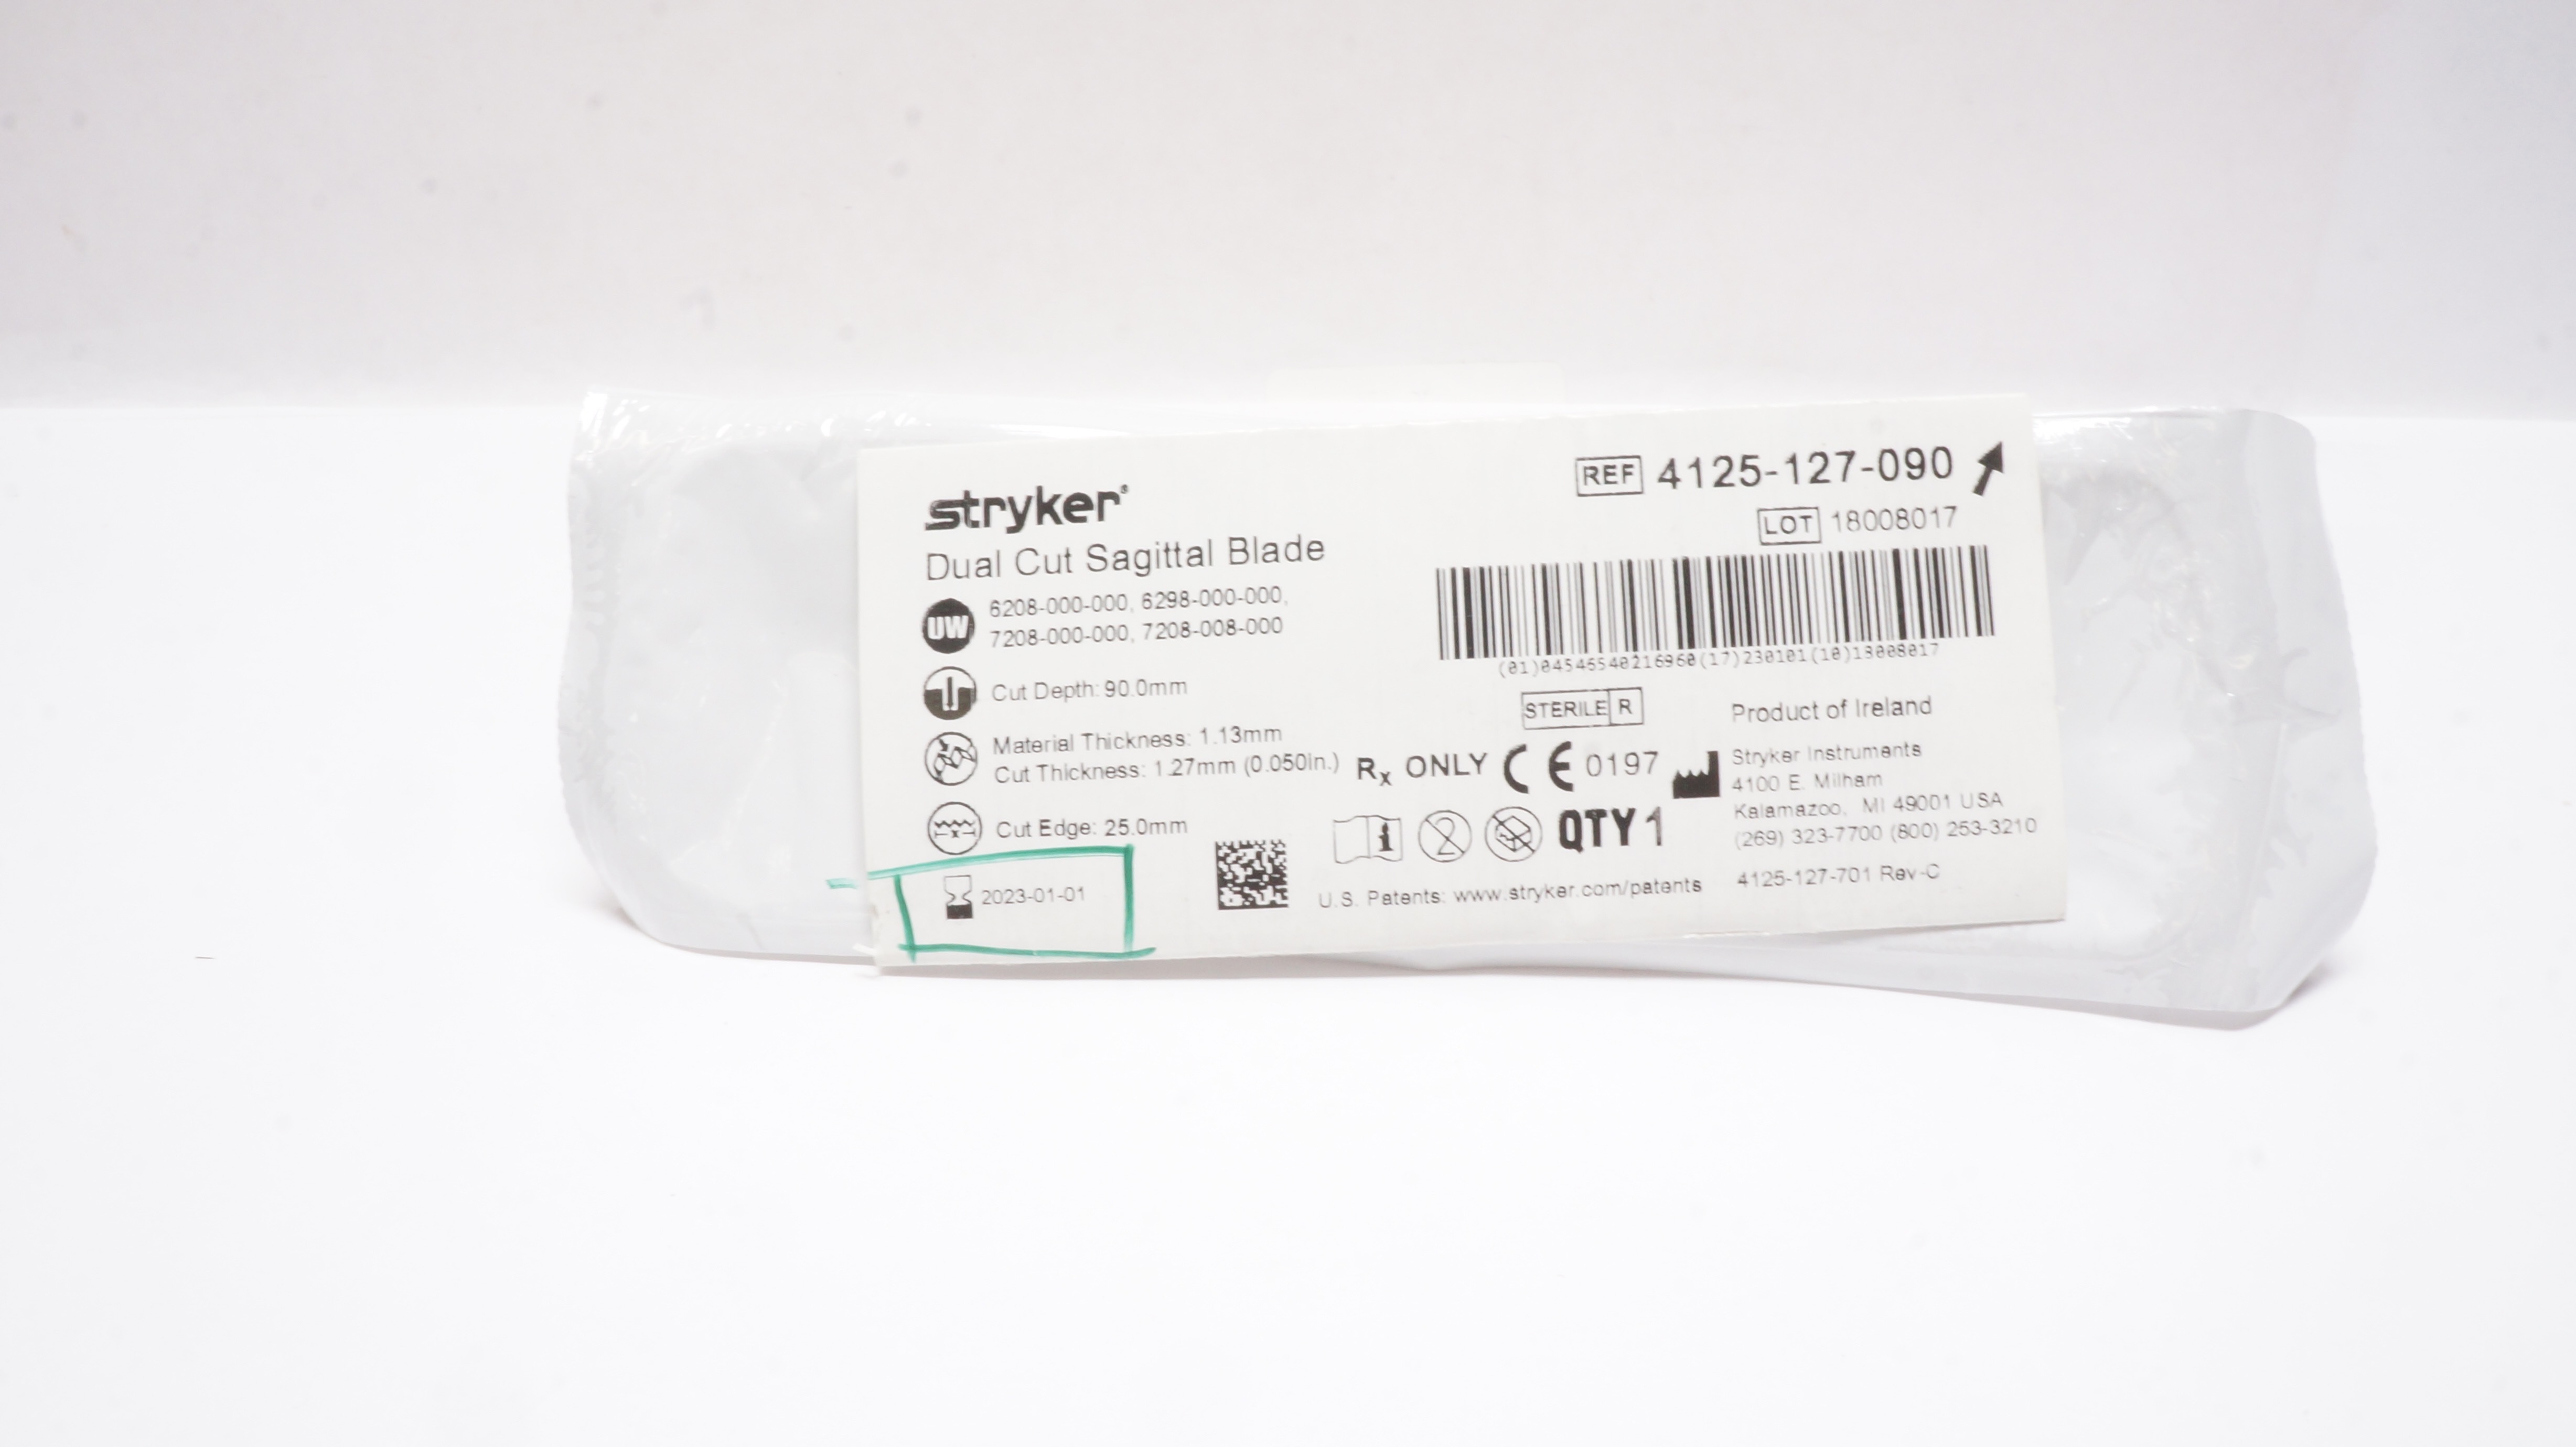 stryker
Dual Cut Sagittal Blade
UW
6208-000-000, 6298-000-000,
7208-000-000, 7208-008-000
Cut Depth: 90.0mm
Material Thickness: 1.13mm
Cut Thickness: 1.27mm (0.050in.)
Cut Edge: 25.0mm
2023-01-01
REF 4125-127-090
LOT 18008017
(01)04546540216960(17)230101(10)18008017
STERILE R
Rx ONLY CE 0197
2
QTY 1
U.S. Patents: www.stryker.com/patents
Product of Ireland
Stryker Instruments
4100 E. Milham
Kalamazoo, MI 49001 USA
(269) 323-7700 (800) 253-3210
4125-127-701 Rev-C